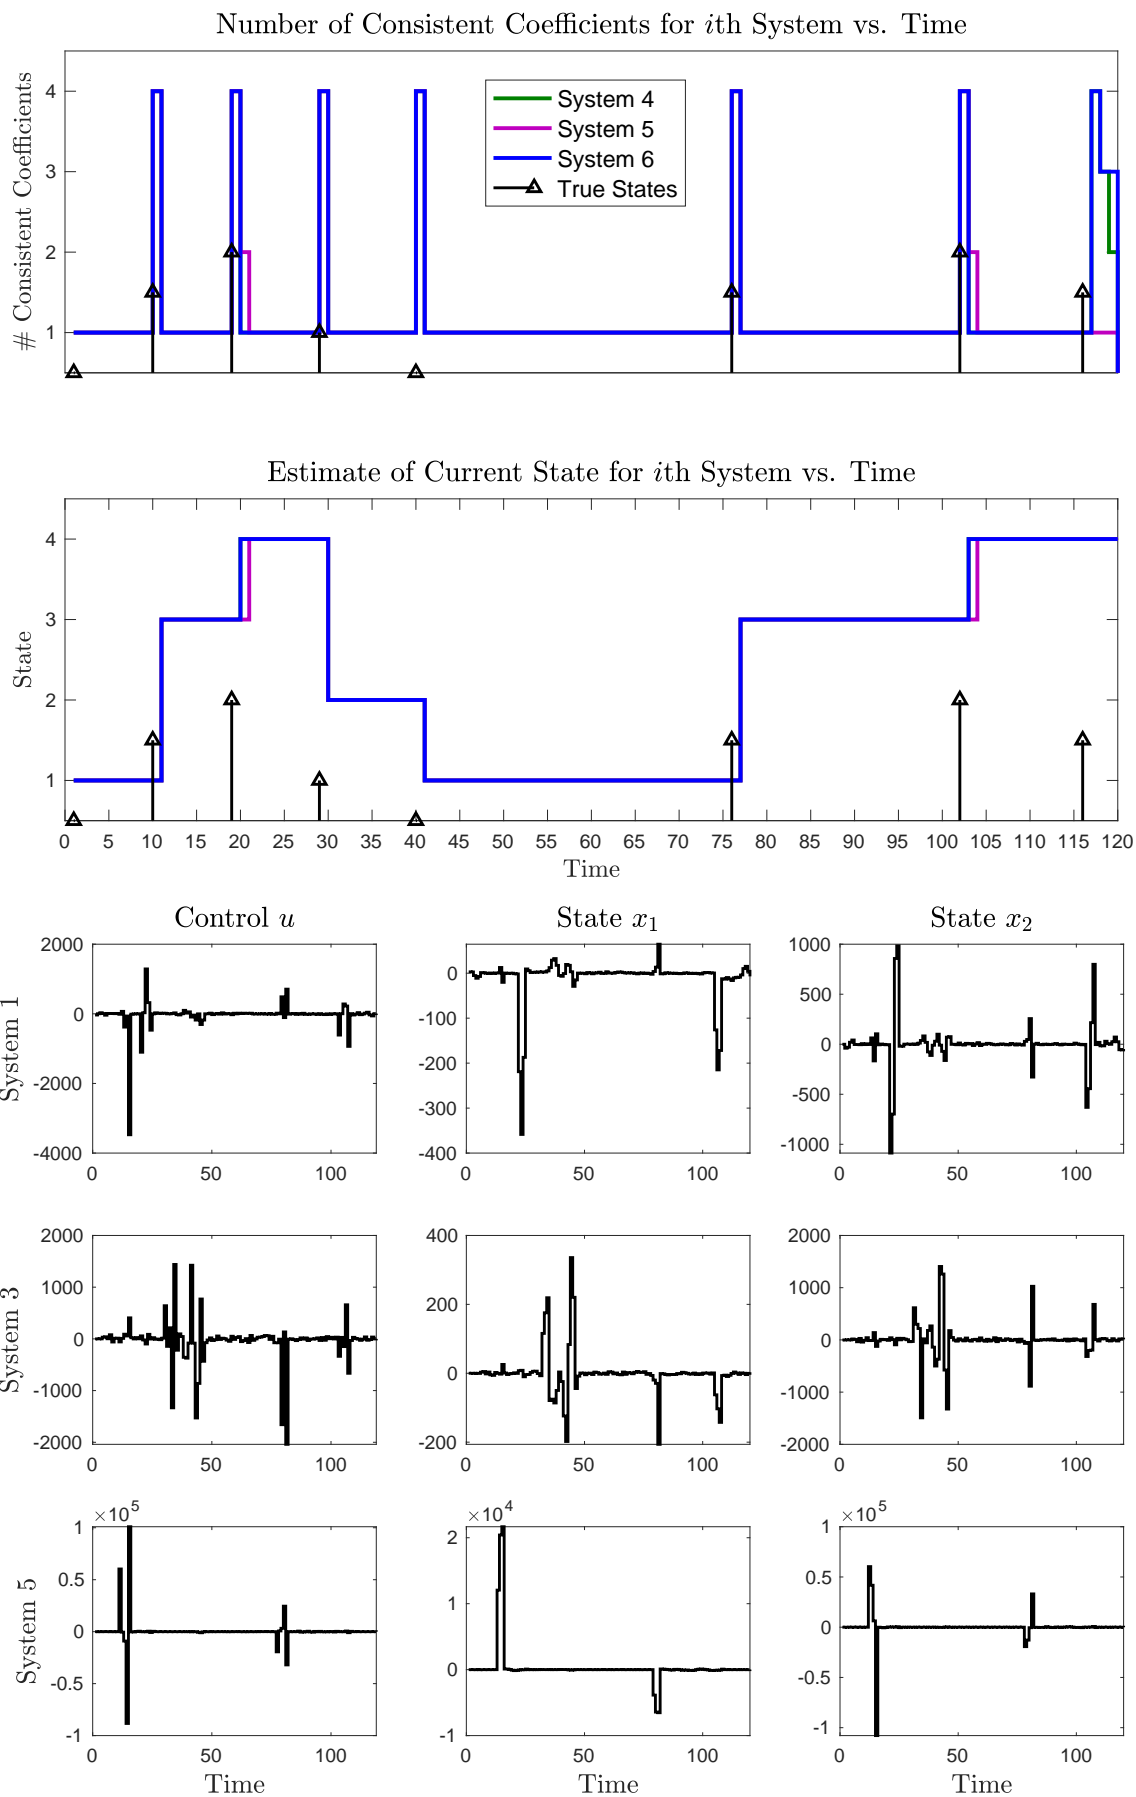 Number of Consistent Coefficients for ith System vs. Time
# Consistent Coefficients
4
3
2
1
System 4
System 5
System 6
True States
Estimate of Current State for ith System vs. Time
State
4
3
2
1
0 5 10 15 20 25 30 35 40 45 50 55 60 65 70 75 80 85 90 95 100 105 110 115 120
Time
Control u State x1 State x2
System 1
2000
0
-2000
-4000
0 50 100
0
-100
-200
-300
-400
0 50 100
1000
500
0
-500
-1000
0 50 100
System 3
2000
1000
0
-1000
-2000
0 50 100
400
200
0
-200
0 50 100
2000
1000
0
-1000
-2000
0 50 100
System 5
×10^5
1
0.5
0
-0.5
-1
0 50 100
Time
×10^4
2
1
0
-1
0 50 100
Time
×10^5
1
0.5
0
-0.5
-1
0 50 100
Time